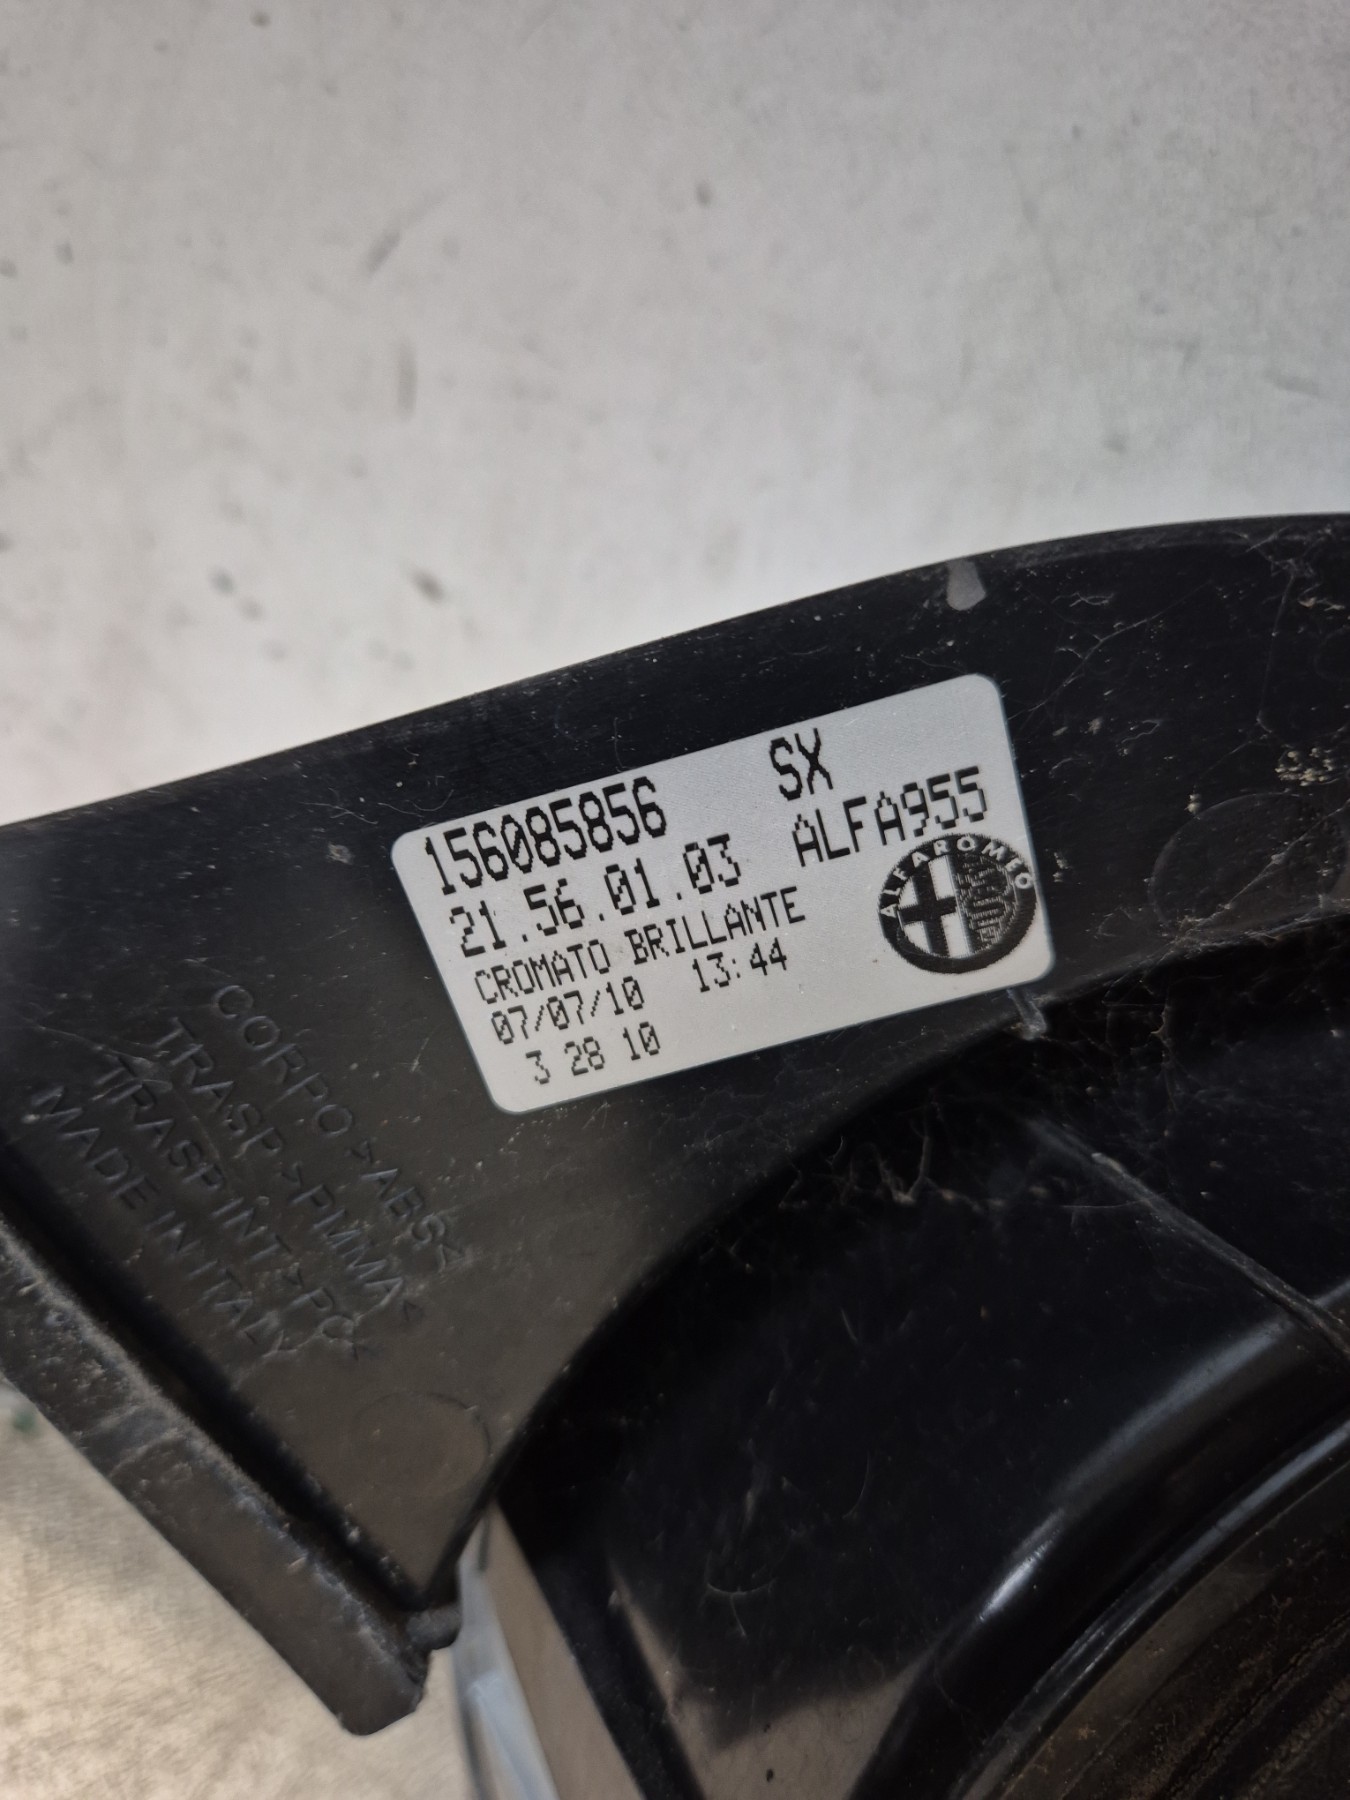 156085856 SX
21.56.01.03 ALFA955
CROMATO BRILLANTE
07/07/10 13:44
3 28 10
ALFA ROMEO
CORPO >ABS<
TRASP >PMMA<
TRASP INT >PC<
MADE IN ITALY